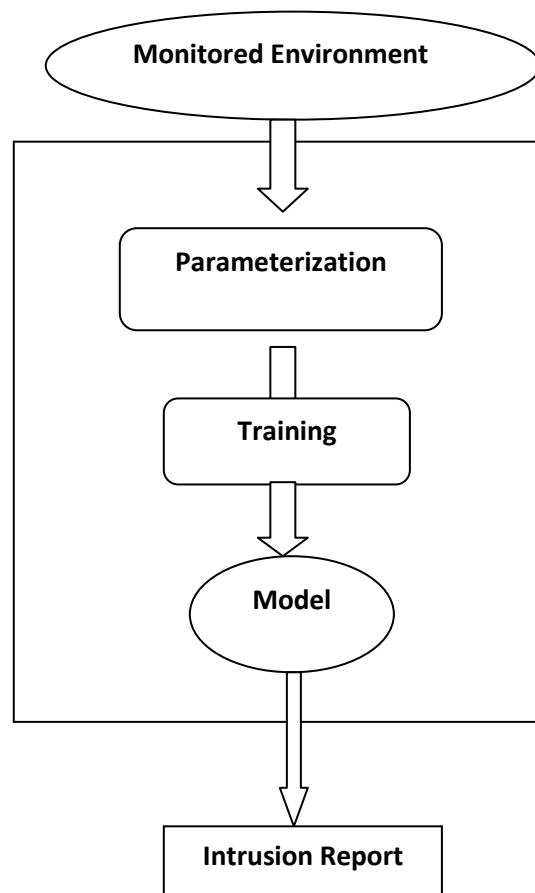 Monitored Environment
Parameterization
Training
Model
Intrusion Report